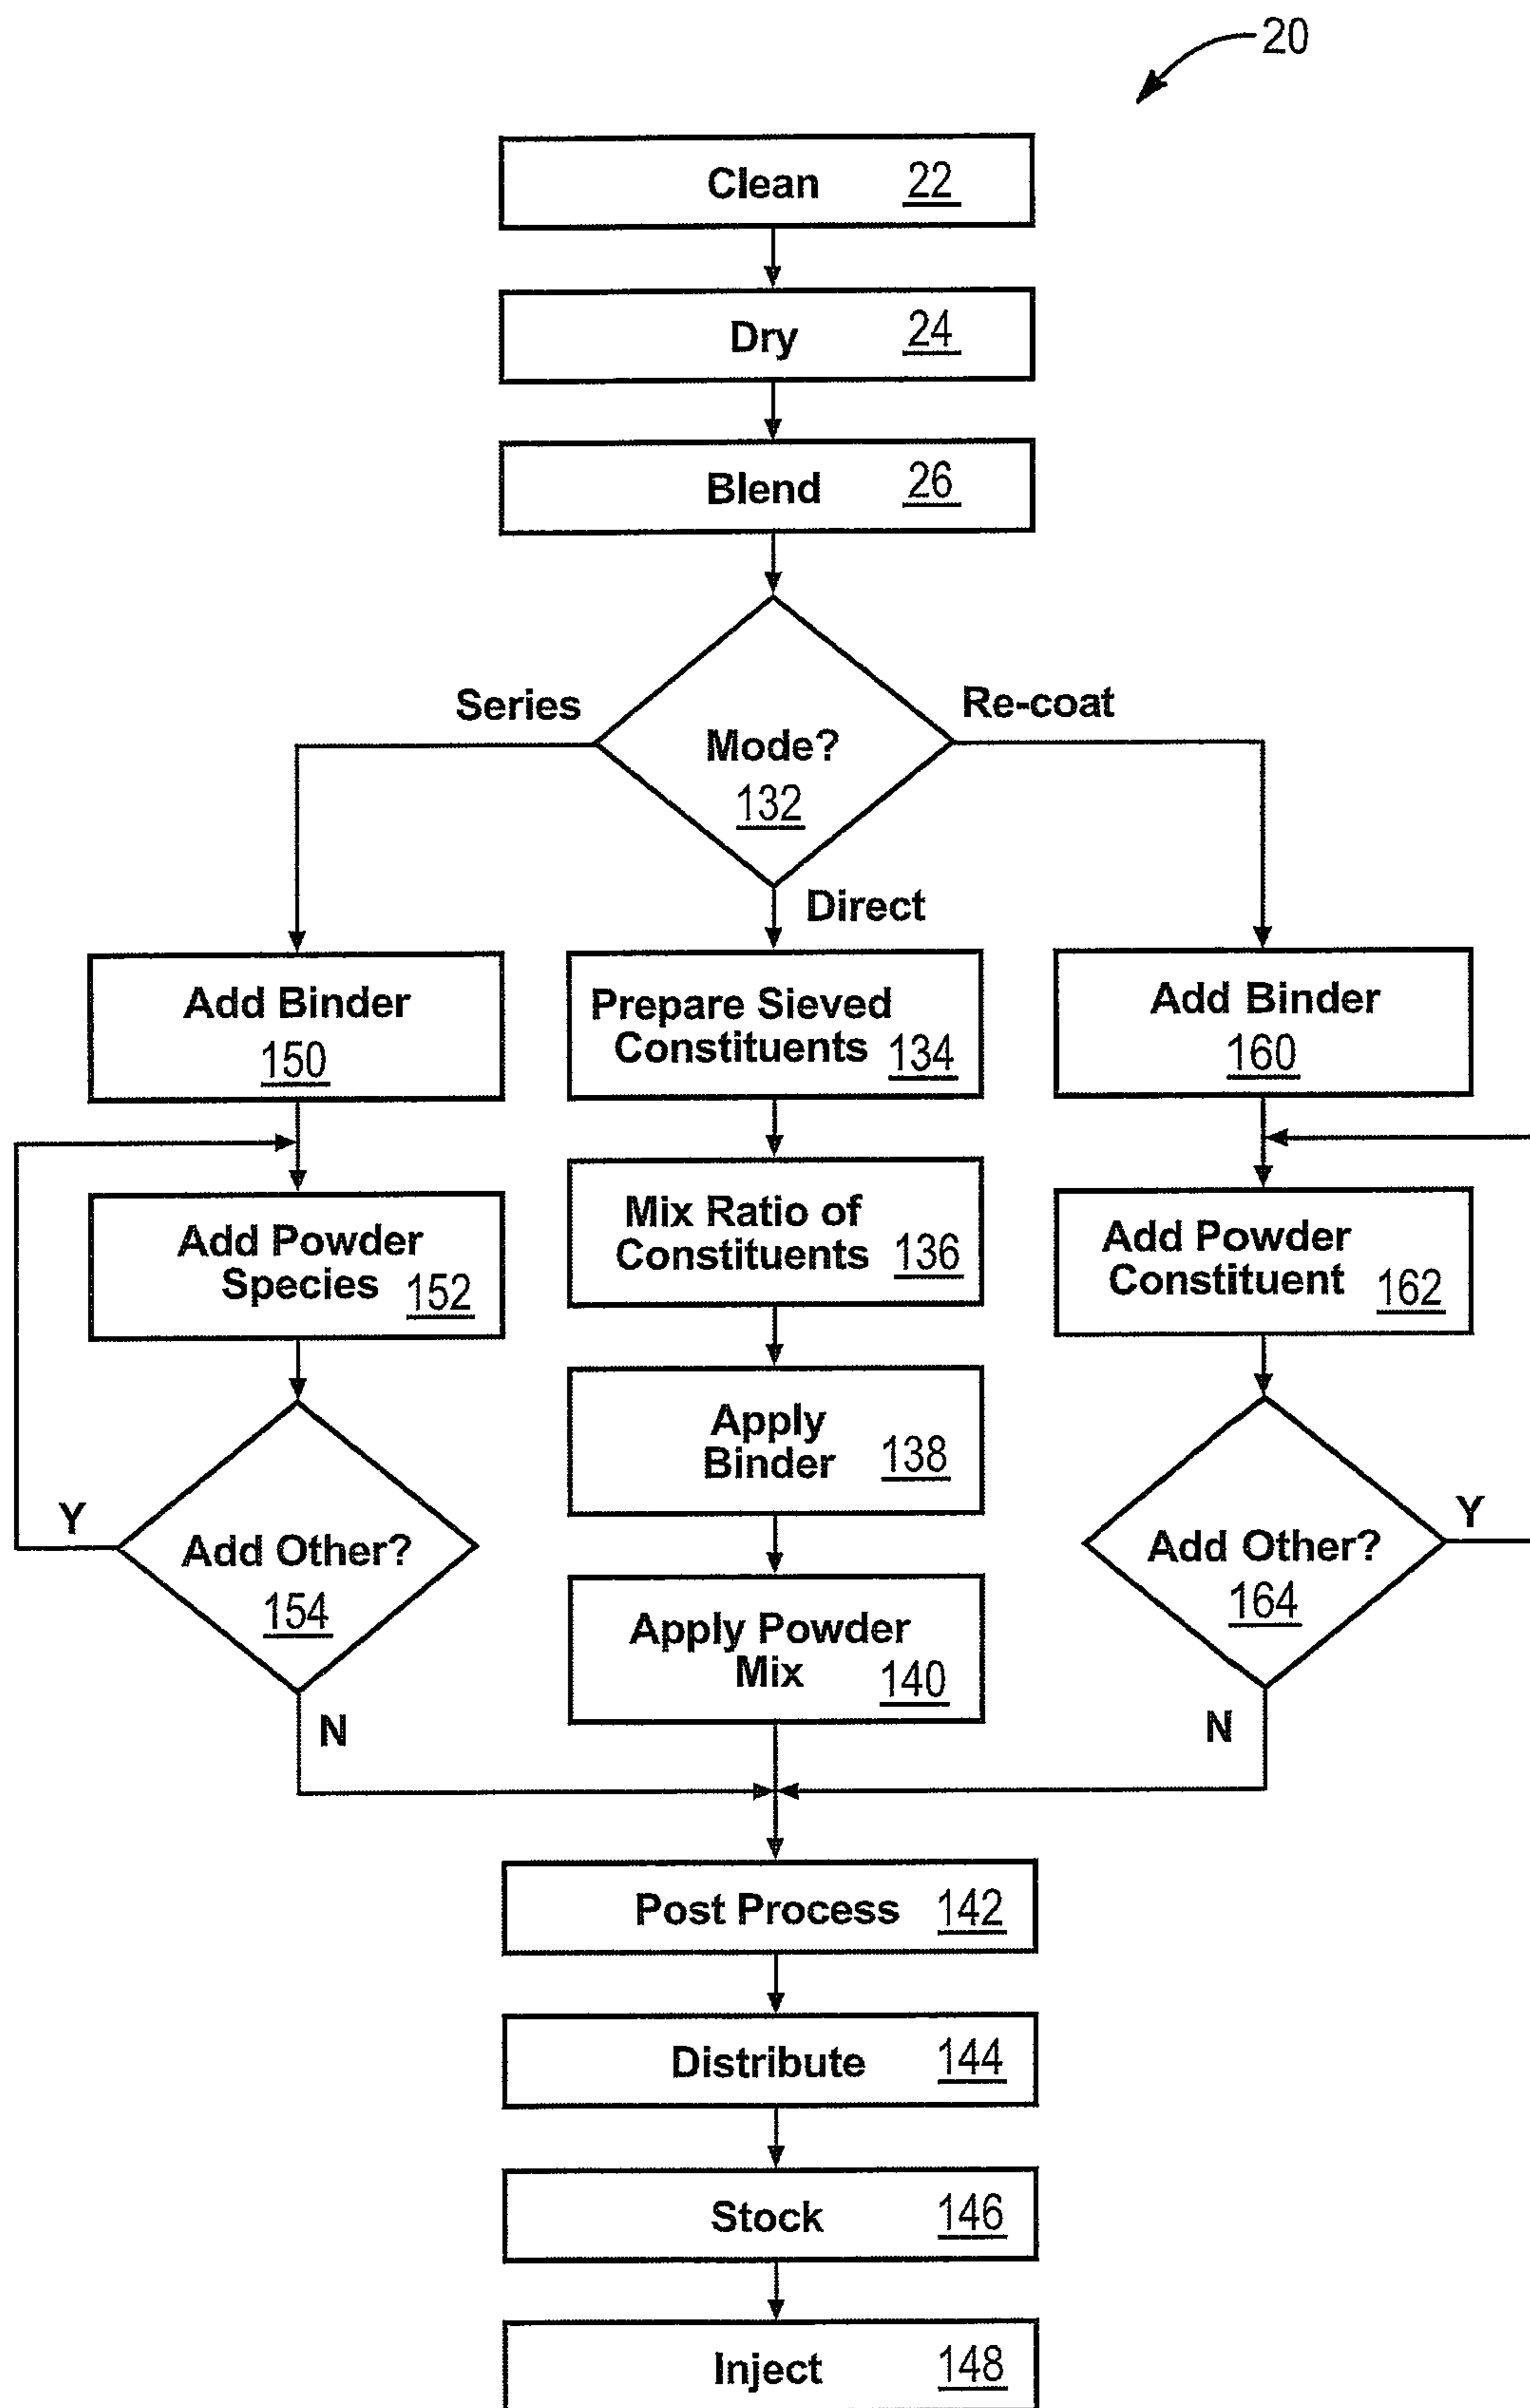 20
Clean 22
Dry 24
Blend 26
Series
Re-coat
Mode?
132
Direct
Add Binder
150
Prepare Sieved
Constituents 134
Add Binder
160
Add Powder
Species 152
Mix Ratio of
Constituents 136
Add Powder
Constituent 162
Apply
Binder 138
Y
Add Other?
154
N
Apply Powder
Mix 140
Y
Add Other?
164
N
Post Process 142
Distribute 144
Stock 146
Inject 148